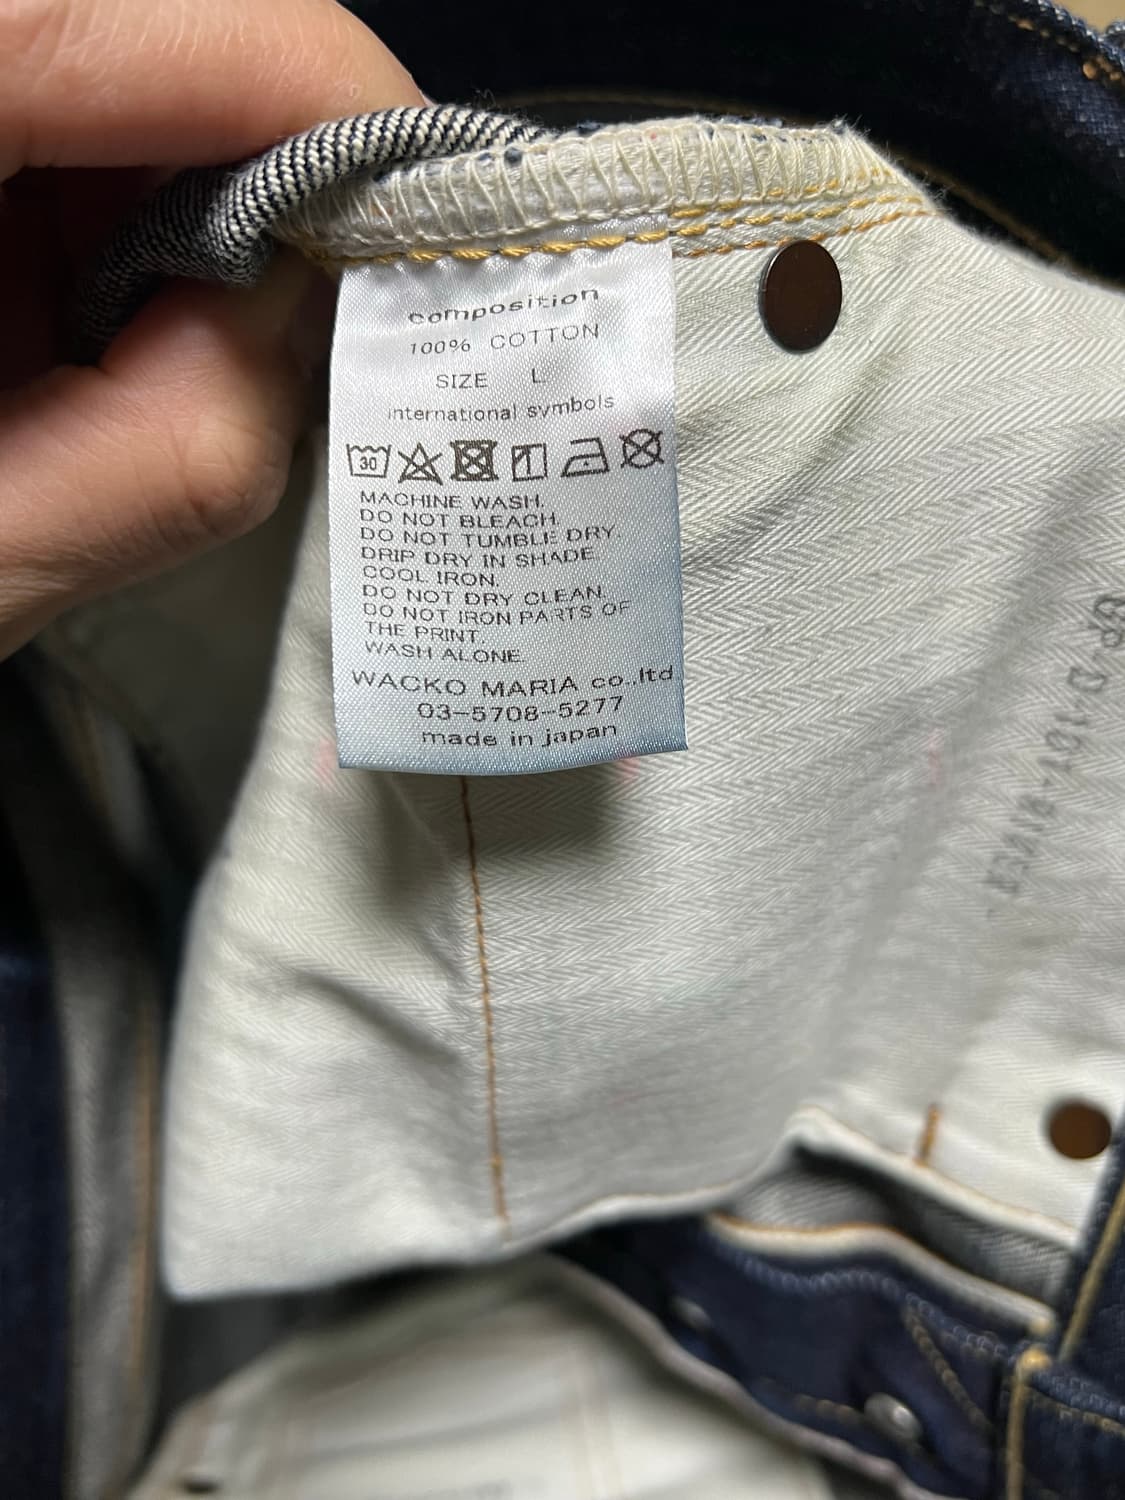 composition
100% COTTON
SIZE L
international symbols
30
MACHINE WASH.
DO NOT BLEACH.
DO NOT TUMBLE DRY.
DRIP DRY IN SHADE.
COOL IRON.
DO NOT DRY CLEAN.
DO NOT IRON PARTS OF
THE PRINT.
WASH ALONE.
WACKO MARIA co.,ltd
03-5708-5277
made in japan